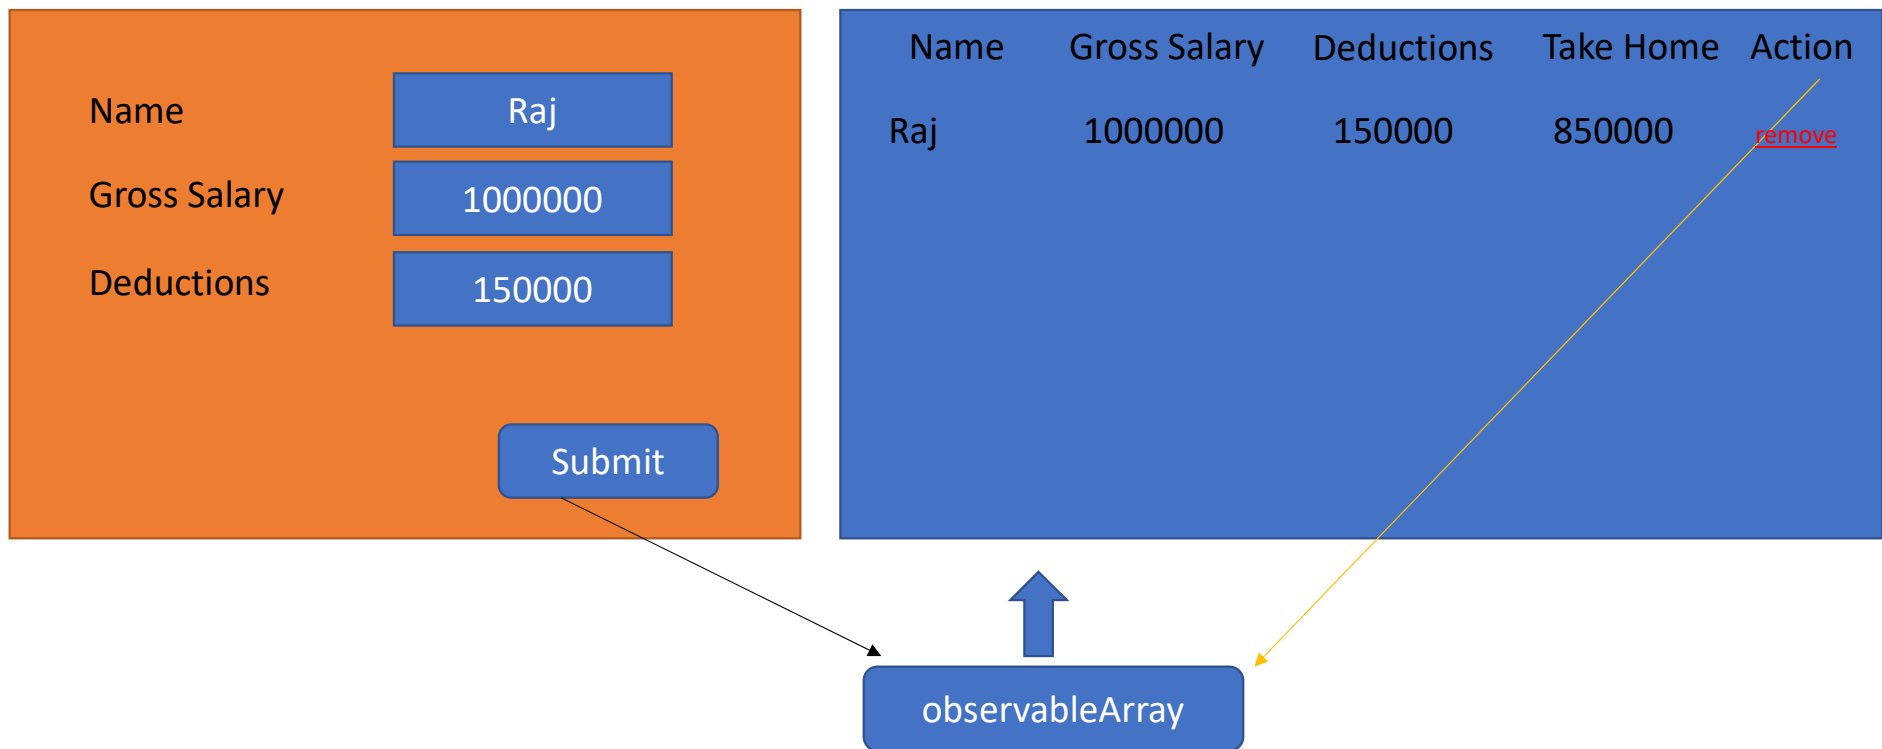 Name Raj
Gross Salary 1000000
Deductions 150000
Submit
Name Gross Salary Deductions Take Home Action
Raj 1000000 150000 850000 remove
observableArray